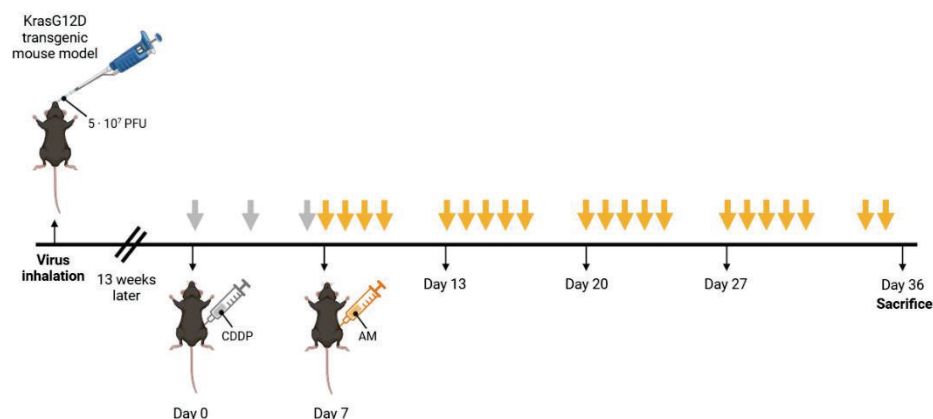 KrasG12D
transgenic
mouse model
5 · 10⁷ PFU
Virus
inhalation
13 weeks
later
CDDP
Day 0
AM
Day 7
Day 13
Day 20
Day 27
Day 36
Sacrifice